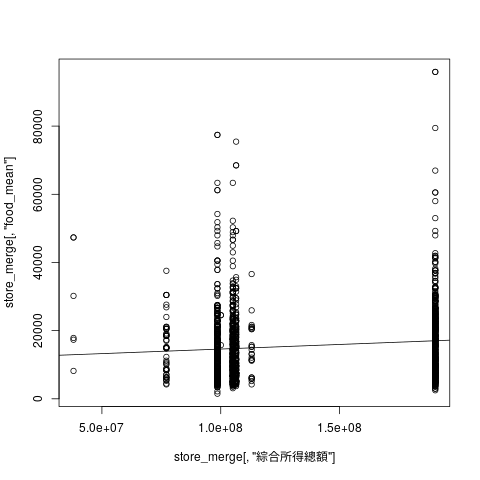 store_merge[, "food_mean"]
80000
60000
40000
20000
0
5.0e+07 1.0e+08 1.5e+08
store_merge[, "綜合所得總額"]